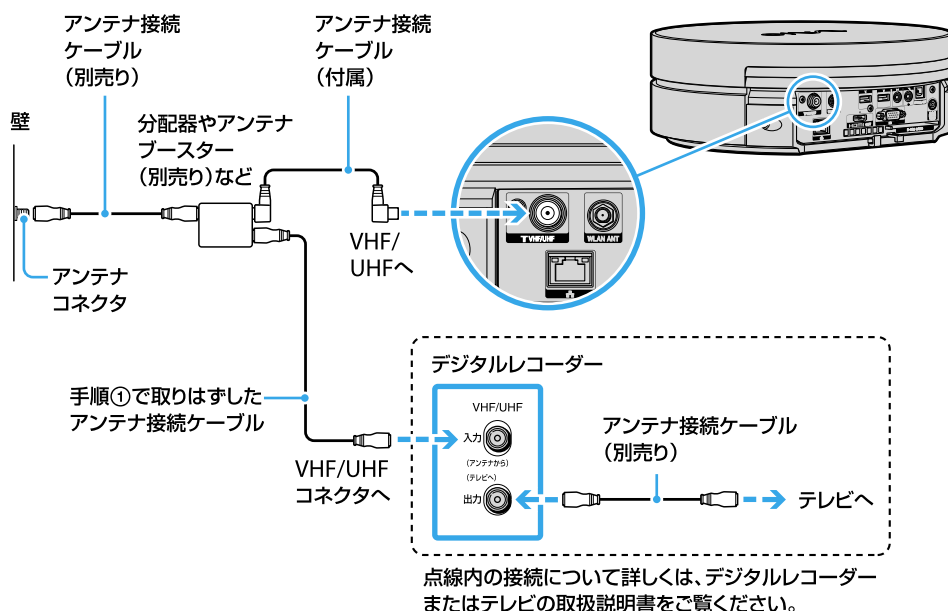 アンテナ接続
ケーブル
（別売り）
アンテナ接続
ケーブル
（付属）
壁
分配器やアンテナ
ブースター
（別売り）など
VHF/
UHFへ
VHF/UHF
WLAN ANT
アンテナ
コネクタ
手順①で取りはずした
アンテナ接続ケーブル
VHF/UHF
コネクタへ
デジタルレコーダー
VHF/UHF
入力
（アンテナから）
（テレビへ）
出力
アンテナ接続ケーブル
（別売り）
テレビへ
点線内の接続について詳しくは、デジタルレコーダー
またはテレビの取扱説明書をご覧ください。